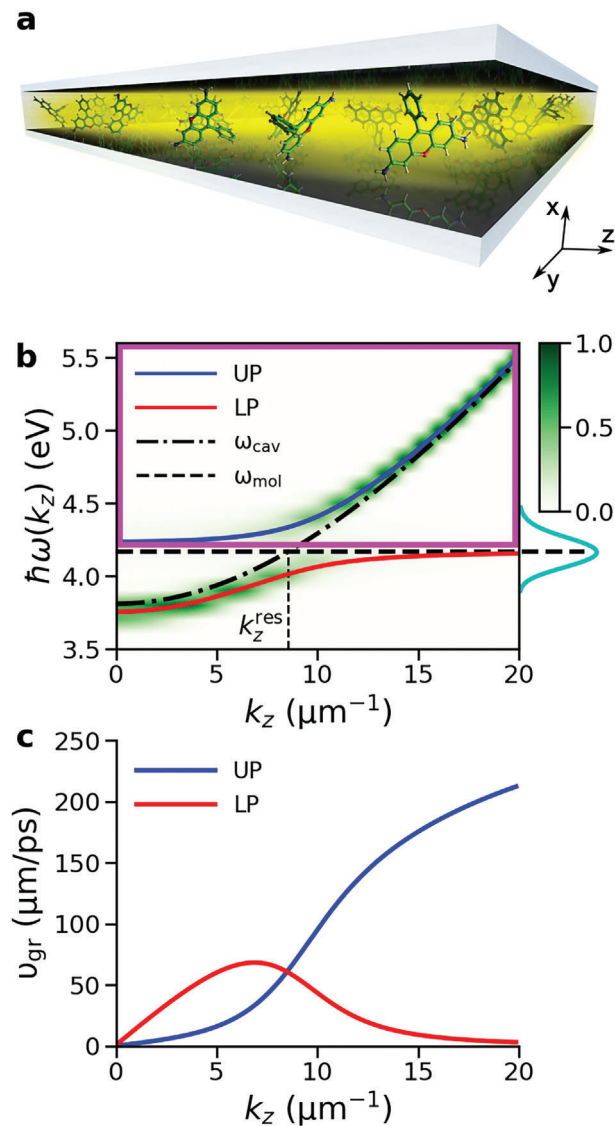 a
x
z
y
b
ħω(k_z) (eV)
5.5
5.0
4.5
4.0
3.5
UP
LP
ω_cav
ω_mol
k_z^res
1.0
0.5
0.0
0 5 10 15 20
k_z (µm⁻¹)
c
υ_gr (µm/ps)
250
200
150
100
50
0
UP
LP
0 5 10 15 20
k_z (µm⁻¹)